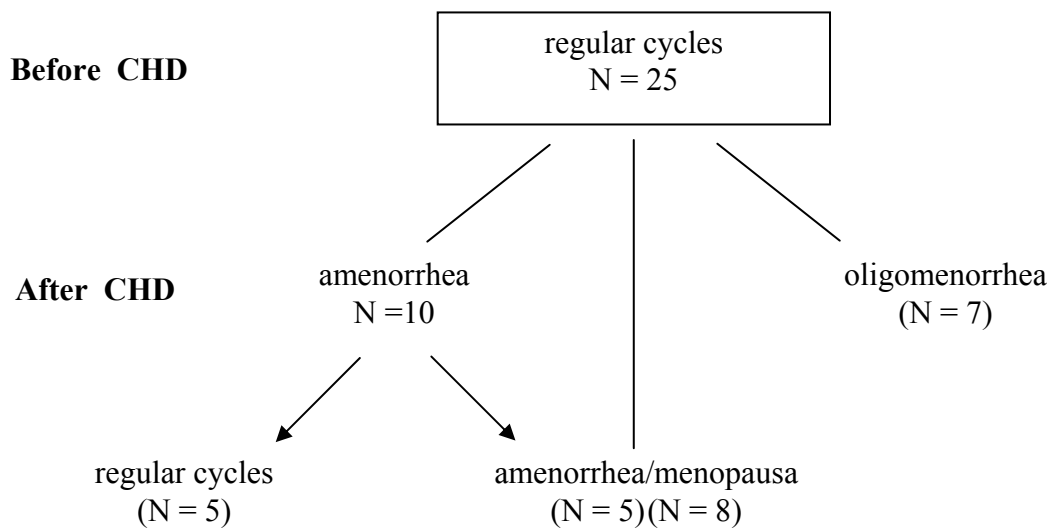 Before CHD
regular cycles
N = 25
After CHD
amenorrhea
N =10
oligomenorrhea
(N = 7)
regular cycles
(N = 5)
amenorrhea/menopausa
(N = 5)(N = 8)